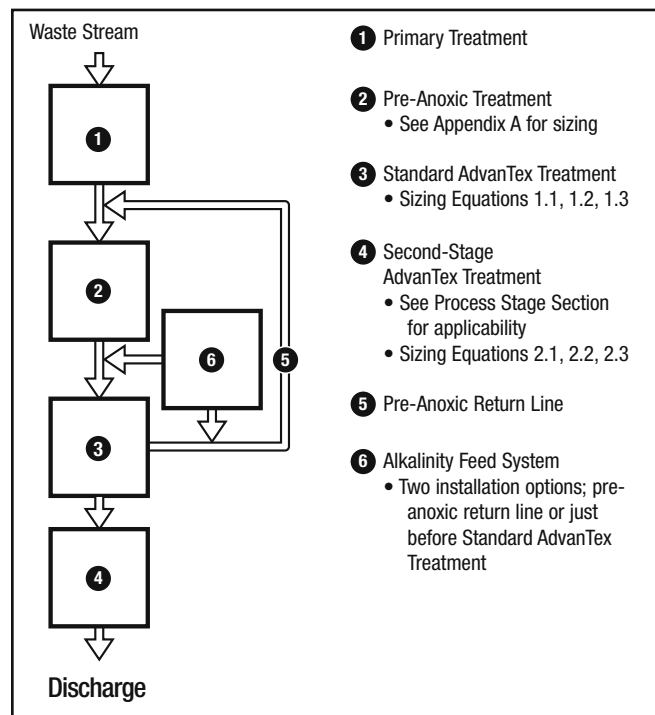 Waste Stream
1
2
6
5
3
4
Discharge
1 Primary Treatment
2 Pre-Anoxic Treatment
• See Appendix A for sizing
3 Standard AdvanTex Treatment
• Sizing Equations 1.1, 1.2, 1.3
4 Second-Stage
AdvanTex Treatment
• See Process Stage Section
for applicability
• Sizing Equations 2.1, 2.2, 2.3
5 Pre-Anoxic Return Line
6 Alkalinity Feed System
• Two installation options; pre-
anoxic return line or just
before Standard AdvanTex
Treatment